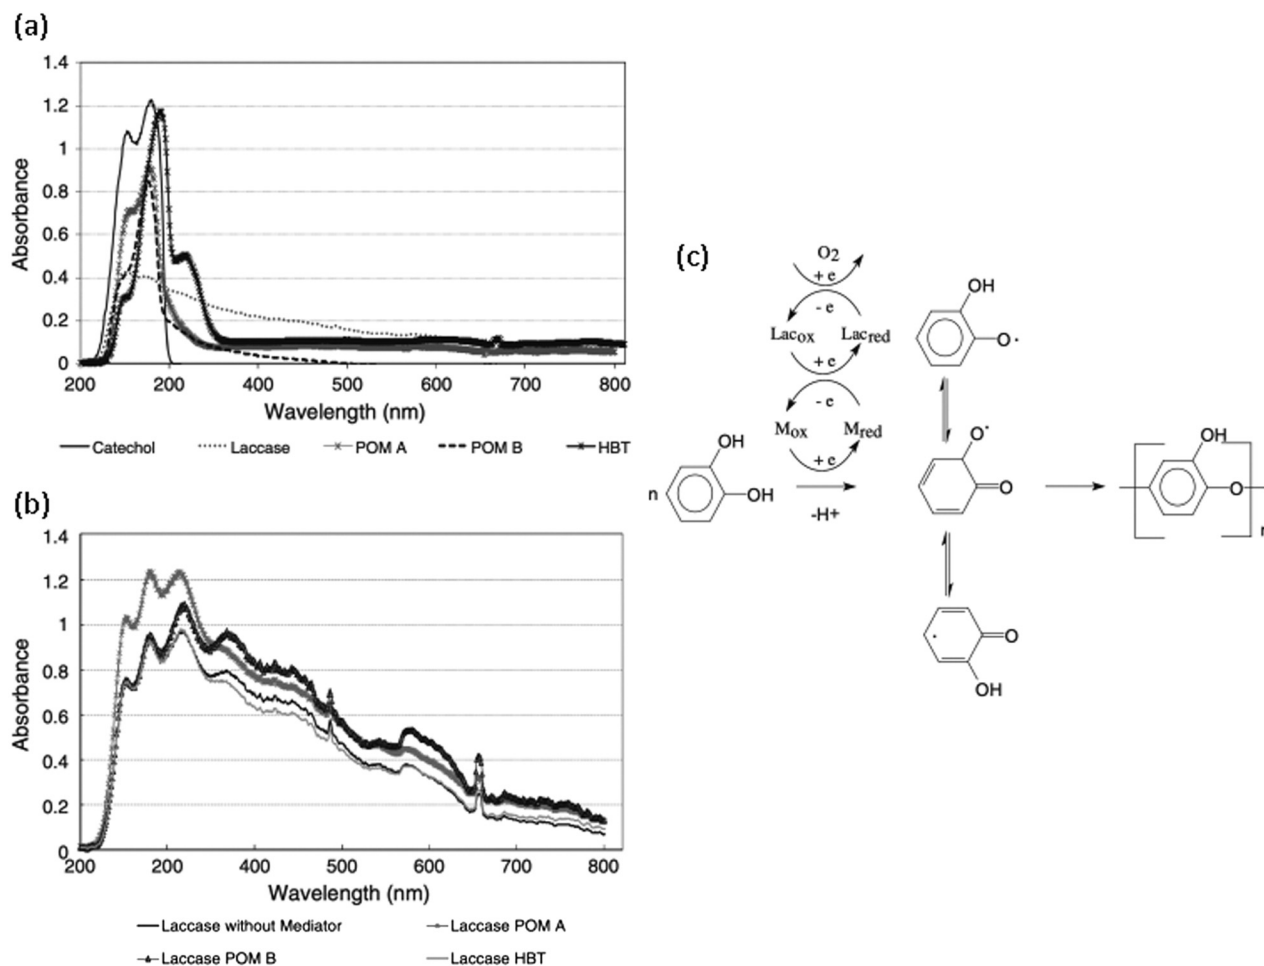 (a)
1.4
1.2
1
0.8
0.6
0.4
0.2
0
Absorbance
200 200 400 500 600 700 800
Wavelength (nm)
Catechol Laccase POM A POM B HBT
(b)
1.4
1.2
1
0.8
0.6
0.4
0.2
0
Absorbance
200 200 400 500 600 700 800
Wavelength (nm)
Laccase without Mediator Laccase POM A
Laccase POM B Laccase HBT
(c)
O2
+ e
- e
Lacox Lacred
+ e
- e
Mox Mred
+ e
n
OH
OH
-H+
OH
O·
O·
O
O
OH
OH
O
n